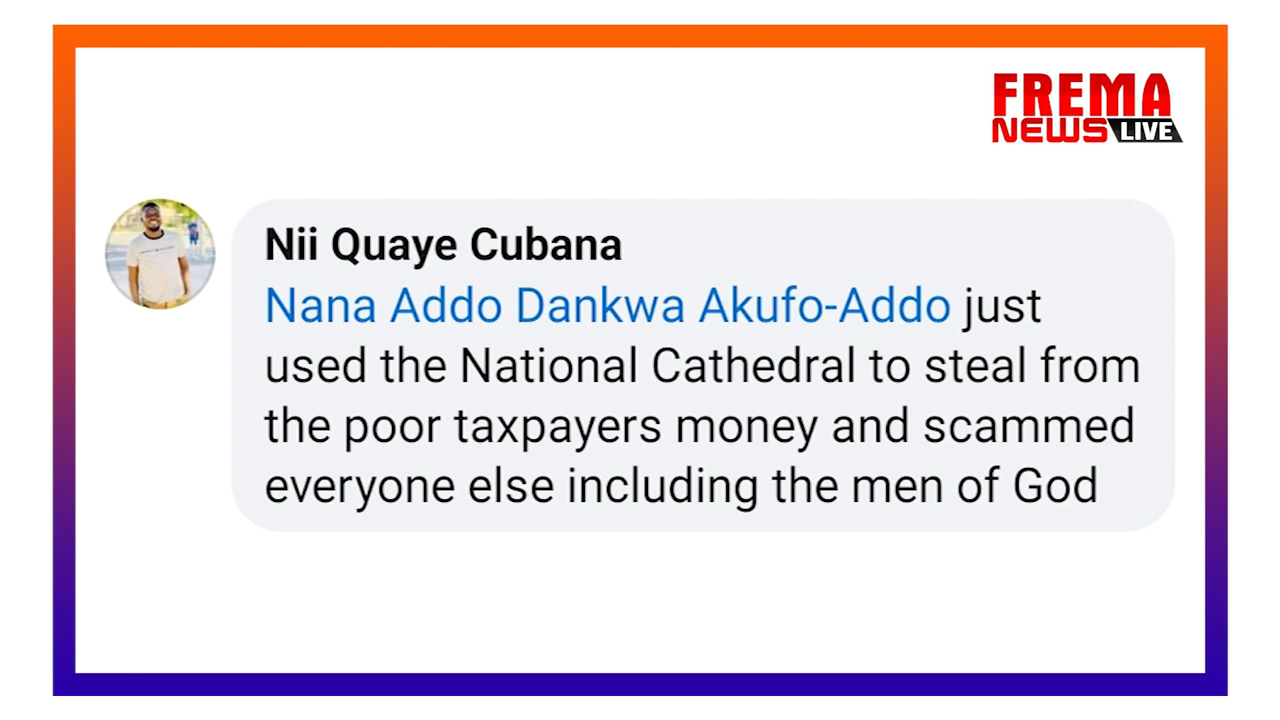 FREMA
NEWS LIVE
Nii Quaye Cubana
Nana Addo Dankwa Akufo-Addo just
used the National Cathedral to steal from
the poor taxpayers money and scammed
everyone else including the men of God